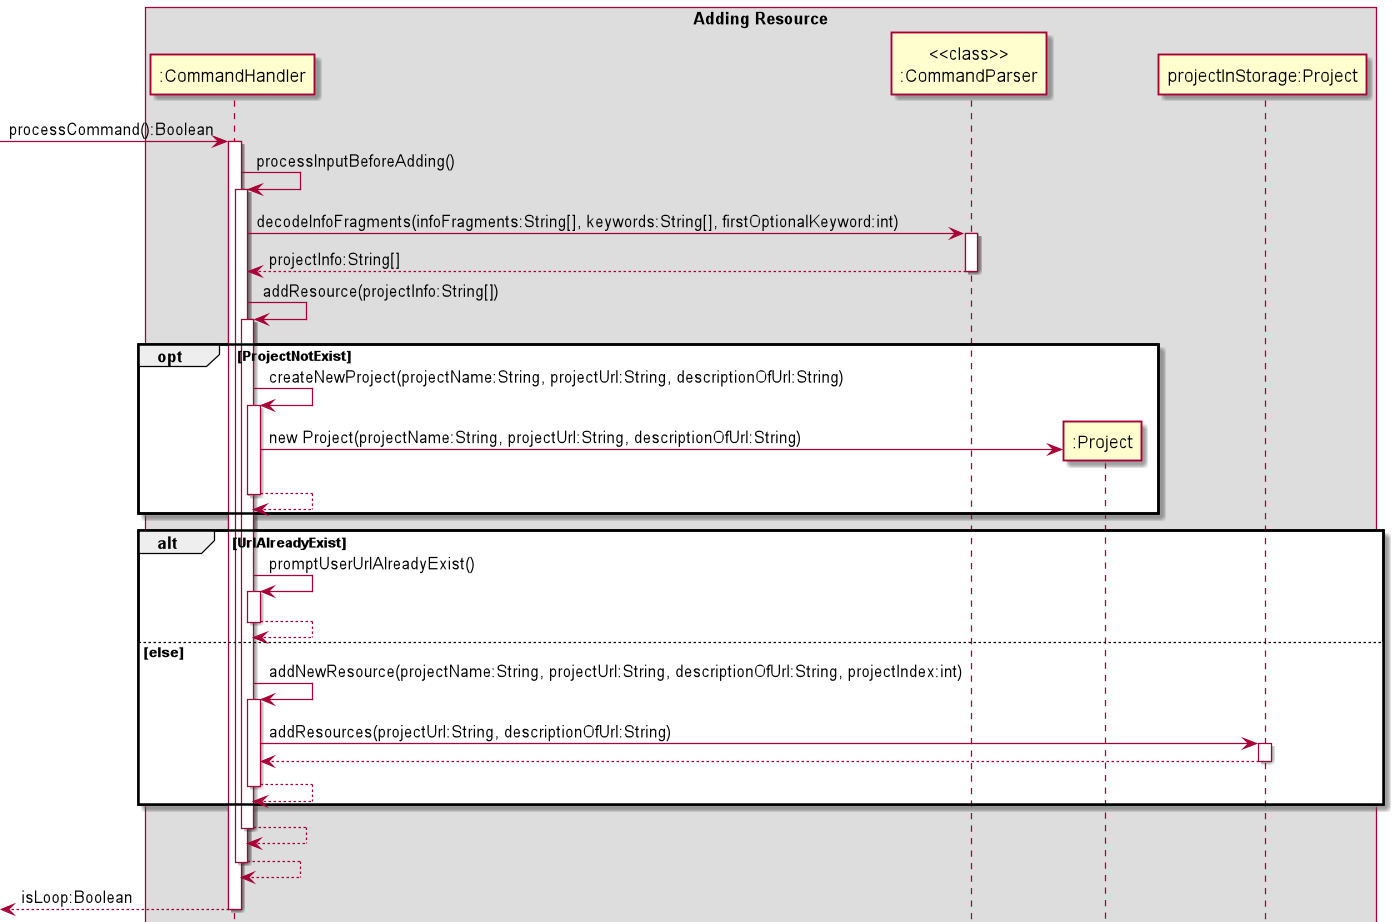 Adding Resource
<<class>>
:CommandHandler
:CommandParser
projectInStorage:Project
processCommand():Boolean
processInputBeforeAdding()
decodeInfoFragments(infoFragments:String[], keywords:String[], firstOptionalKeyword:int)
projectInfo:String[]
addResource(projectInfo:String[])
opt
[ProjectNotExist]
createNewProject(projectName:String, projectUrl:String, descriptionOfUrl:String)
new Project(projectName:String, projectUrl:String, descriptionOfUrl:String)
:Project
alt
[UrlAlreadyExist]
promptUserUrlAlreadyExist()
[else]
addNewResource(projectName:String, projectUrl:String, descriptionOfUrl:String, projectIndex:int)
addResources(projectUrl:String, descriptionOfUrl:String)
isLoop:Boolean